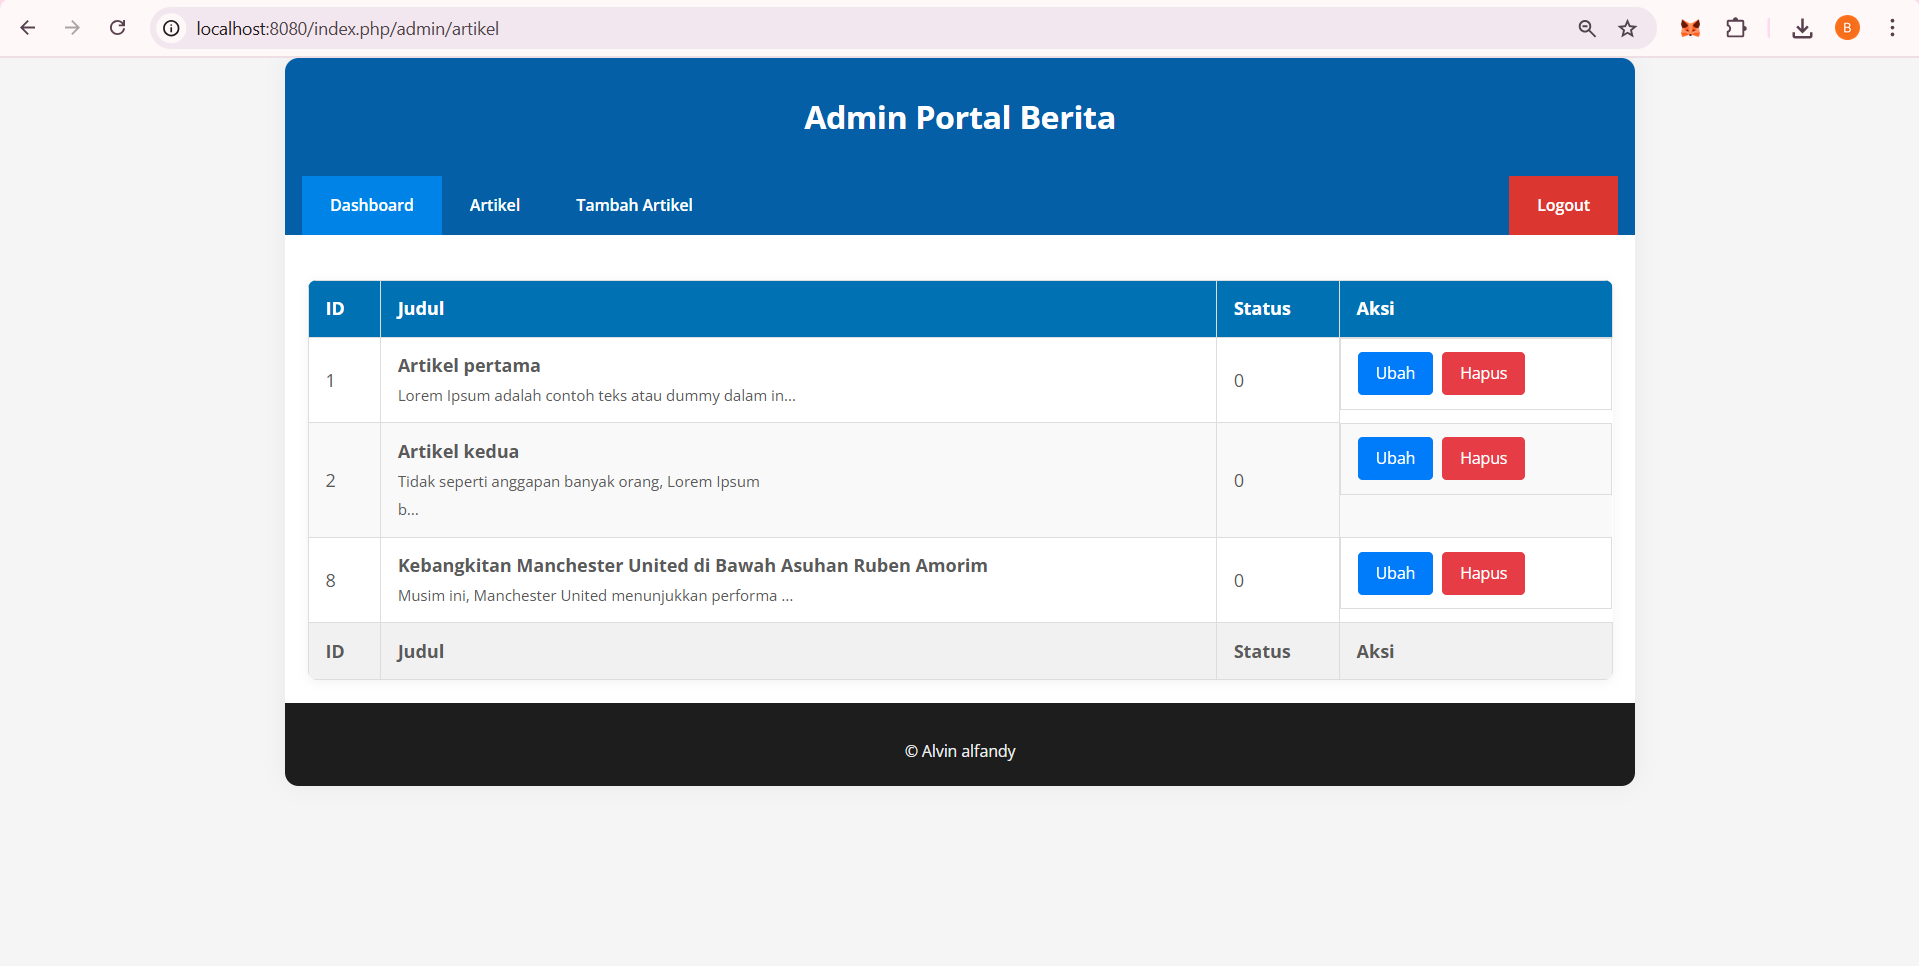 localhost:8080/index.php/admin/artikel
B
Admin Portal Berita
Dashboard Artikel Tambah Artikel Logout
ID Judul Status Aksi
1 Artikel pertama 0 Ubah Hapus
Lorem Ipsum adalah contoh teks atau dummy dalam in...
2 Artikel kedua 0 Ubah Hapus
Tidak seperti anggapan banyak orang, Lorem Ipsum
b...
8 Kebangkitan Manchester United di Bawah Asuhan Ruben Amorim 0 Ubah Hapus
Musim ini, Manchester United menunjukkan performa ...
ID Judul Status Aksi
© Alvin alfandy